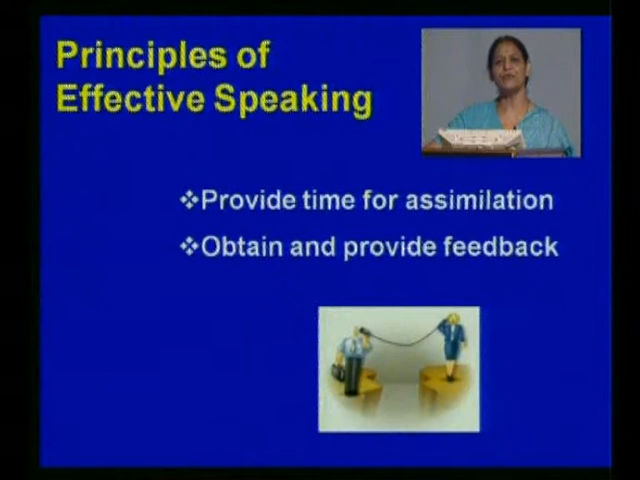 Principles of
Effective Speaking
❖Provide time for assimilation
❖Obtain and provide feedback